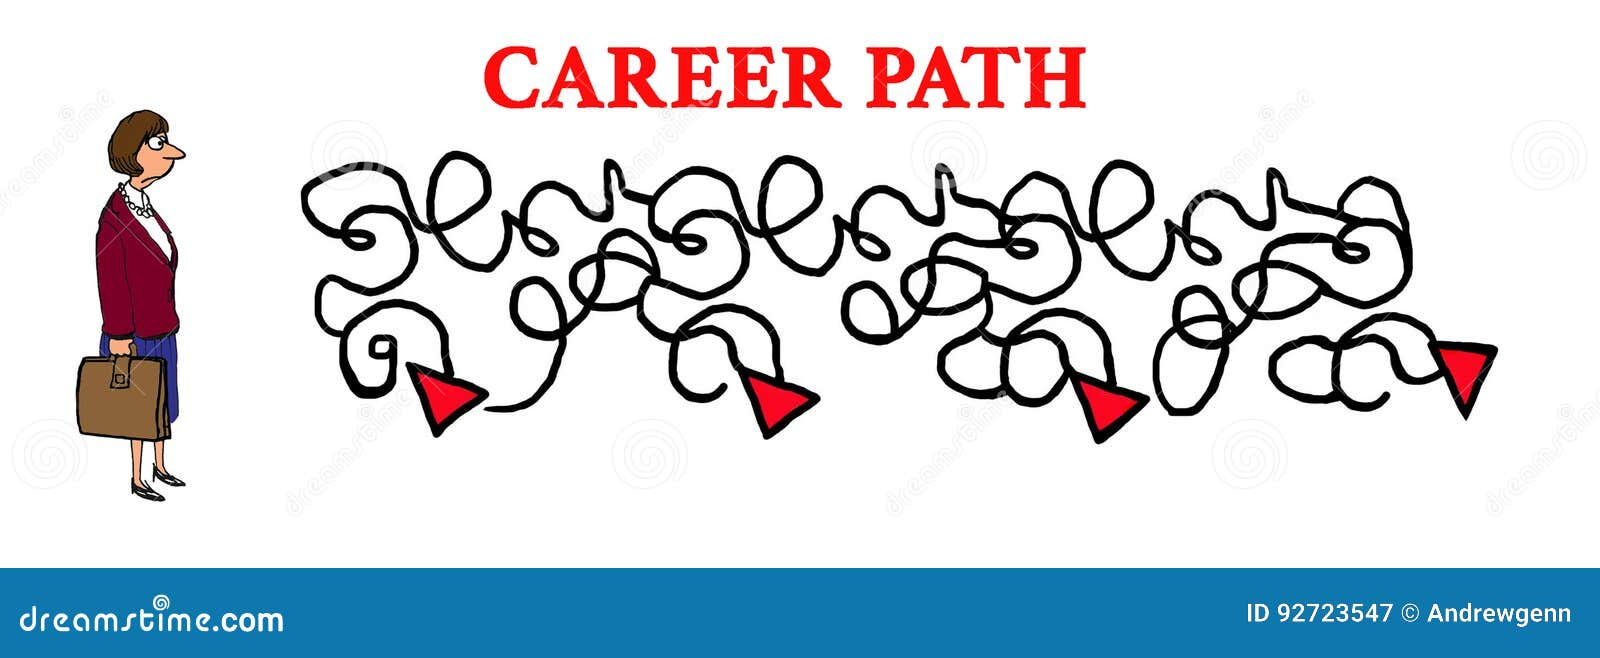 CAREER PATH
dreamstime.com
ID 92723547 © Andrewgenn